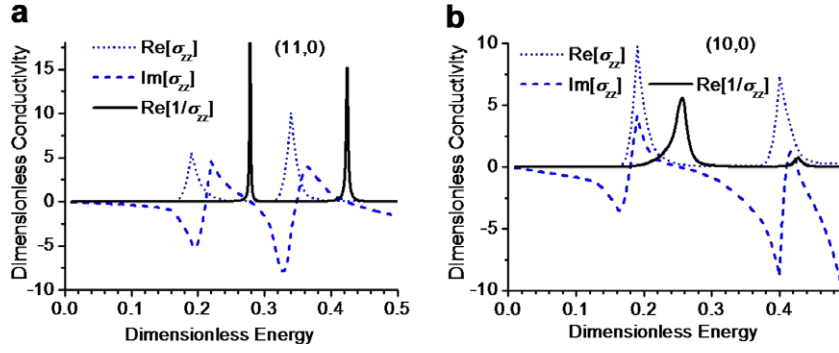 a
Dimensionless Conductivity
15
10
5
0
-5
-10
Re[σzz]
Im[σzz]
Re[1/σzz]
(11,0)
0.0 0.1 0.2 0.3 0.4 0.5
Dimensionless Energy
b
Dimensionless Conductivity
10
5
0
-5
-10
Re[σzz]
Im[σzz]
(10,0)
Re[1/σzz]
0.0 0.1 0.2 0.3 0.4
Dimensionless Energy